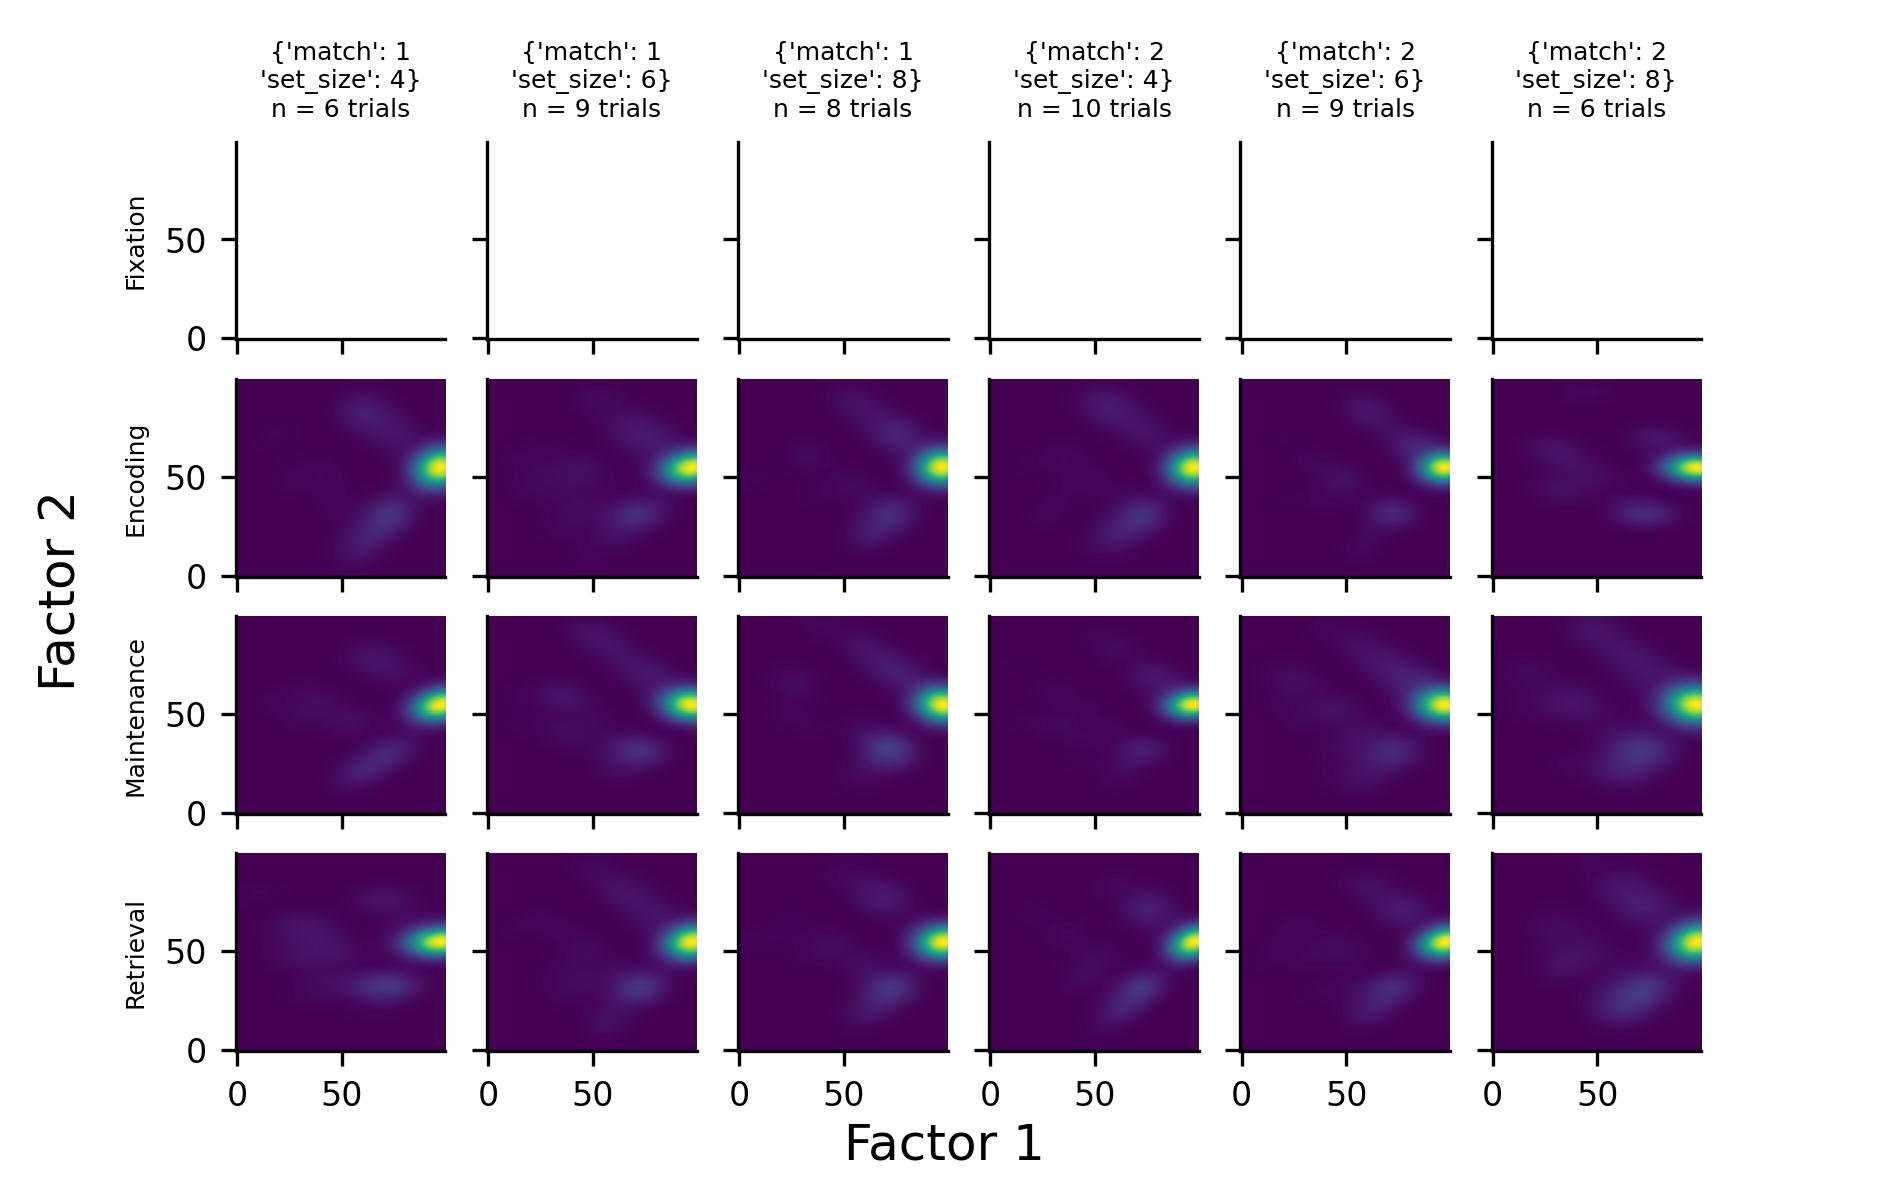 {'match': 1
'set_size': 4}
n = 6 trials
{'match': 1
'set_size': 6}
n = 9 trials
{'match': 1
'set_size': 8}
n = 8 trials
{'match': 2
'set_size': 4}
n = 10 trials
{'match': 2
'set_size': 6}
n = 9 trials
{'match': 2
'set_size': 8}
n = 6 trials
Factor 2
Fixation
50
0
Encoding
50
0
Maintenance
50
0
Retrieval
50
0
0 50 0 50 0 50 0 50 0 50 0 50
Factor 1